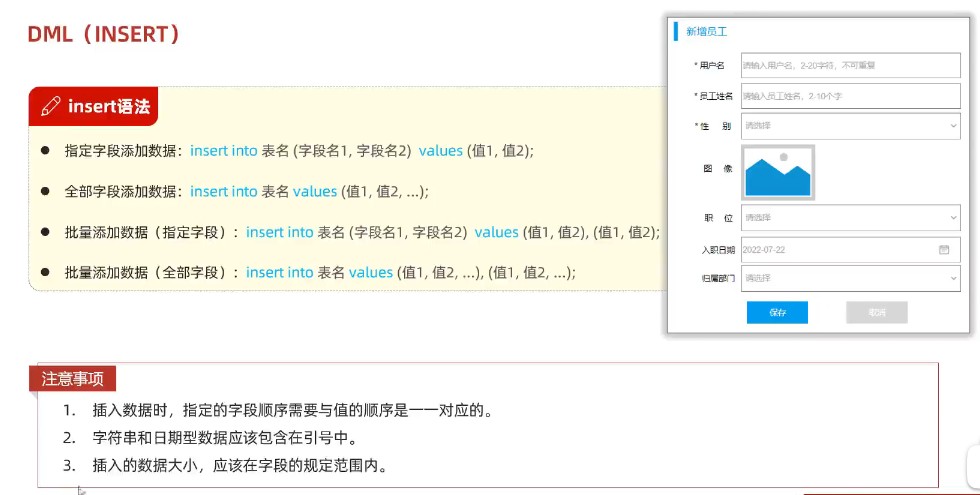 DML（INSERT）
insert语法
指定字段添加数据：insert into 表名 (字段名1, 字段名2) values (值1, 值2);
全部字段添加数据：insert into 表名 values (值1, 值2, ...);
批量添加数据（指定字段）：insert into 表名 (字段名1, 字段名2) values (值1, 值2), (值1, 值2);
批量添加数据（全部字段）：insert into 表名 values (值1, 值2, ...), (值1, 值2, ...);
新增员工
* 用户名 请输入用户名，2-20字符，不可重复
* 员工姓名 请输入员工姓名，2-10个字
* 性 别 请选择
图 像
职 位 请选择
入职日期 2022-07-22
归属部门 请选择
保存 取消
注意事项
1. 插入数据时，指定的字段顺序需要与值的顺序是一一对应的。
2. 字符串和日期型数据应该包含在引号中。
3. 插入的数据大小，应该在字段的规定范围内。